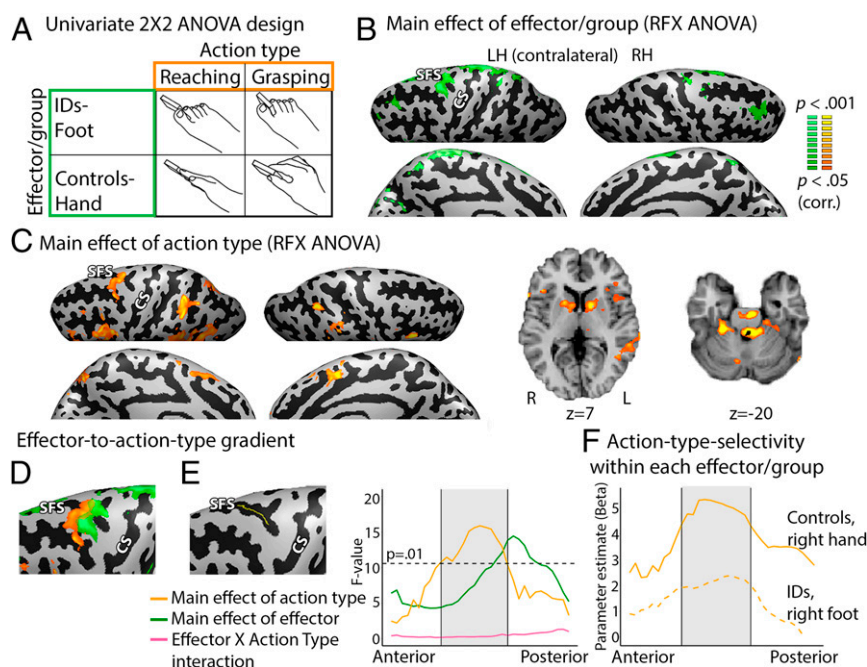 A Univariate 2X2 ANOVA design
Action type
Reaching Grasping
Effector/group
IDs-
Foot
Controls-
Hand
B Main effect of effector/group (RFX ANOVA)
LH (contralateral) RH
SFS
CS
p < .001
p < .05
(corr.)
C Main effect of action type (RFX ANOVA)
SFS
CS
R L
z=7
z=-20
Effector-to-action-type gradient
D
SFS
CS
E
SFS
CS
Main effect of action type
Main effect of effector
Effector X Action Type
interaction
F-value
20
15
p=.01
10
5
0
Anterior Posterior
F Action-type-selectivity
within each effector/group
Parameter estimate (Beta)
6
5
4
3
2
1
0
Controls,
right hand
IDs,
right foot
Anterior Posterior